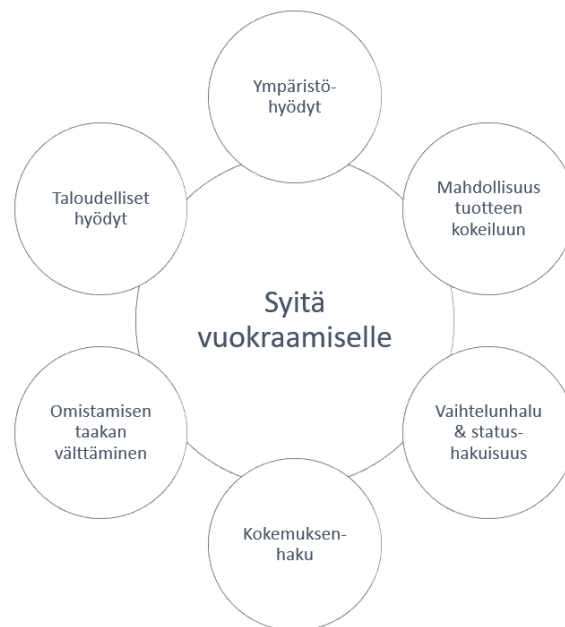 Ympäristö-
hyödyt
Mahdollisuus
tuotteen
kokeiluun
Vaihtelunhalu
& status-
hakuisuus
Kokemuksen-
haku
Omistamisen
taakan
välttäminen
Taloudelliset
hyödyt
Syitä
vuokraamiselle